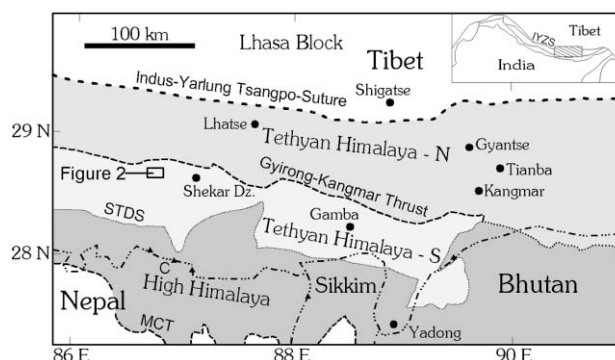 100 km
Lhasa Block
Tibet
IYZS
Tibet
India
Indus-Yarlung Tsangpo-Suture
Shigatse
29 N
Lhatse
Tethyan Himalaya - N
Gyantse
Tianba
Figure 2
Shekar Dz.
Gyirong-Kangmar Thrust
Kangmar
STDS
Gamba
28 N
Tethyan Himalaya - S
C
High Himalaya
Sikkim
Bhutan
Nepal
MCT
Yadong
86 E
88 E
90 E